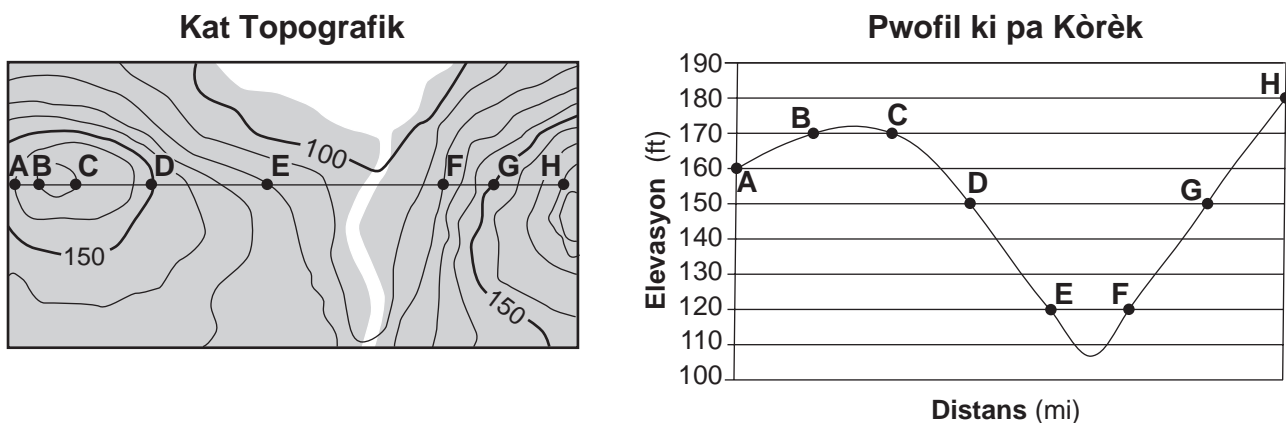 Kat Topografik
A B C D E F G H
100
150
150
Pwofil ki pa Kòrèk
Elevasyon (ft)
190
180
170
160
150
140
130
120
110
100
A
B
C
D
E
F
G
H
Distans (mi)